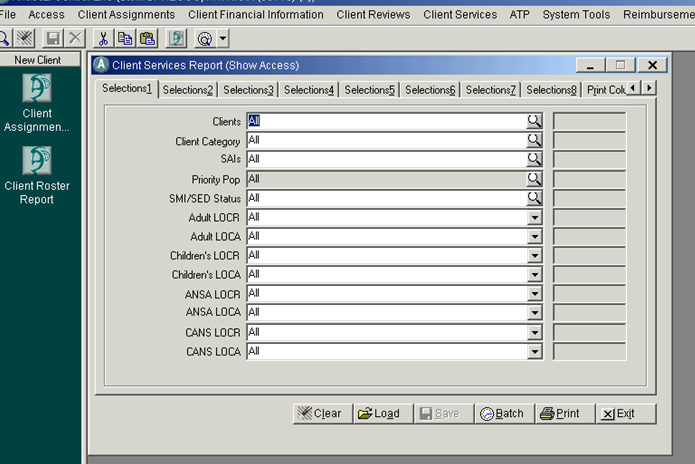 File Access Client Assignments Client Financial Information Client Reviews Client Services ATP System Tools Reimburseme
New Client
Client
Assignmen...
Client Roster
Report
Client Services Report (Show Access)
Selections1 Selections2 Selections3 Selections4 Selections5 Selections6 Selections7 Selections8 Print Colu
Clients All
Client Category All
SAIs All
Priority Pop All
SMI/SED Status All
Adult LOCR All
Adult LOCA All
Children's LOCR All
Children's LOCA All
ANSA LOCR All
ANSA LOCA All
CANS LOCR All
CANS LOCA All
Clear Load Save Batch Print Exit